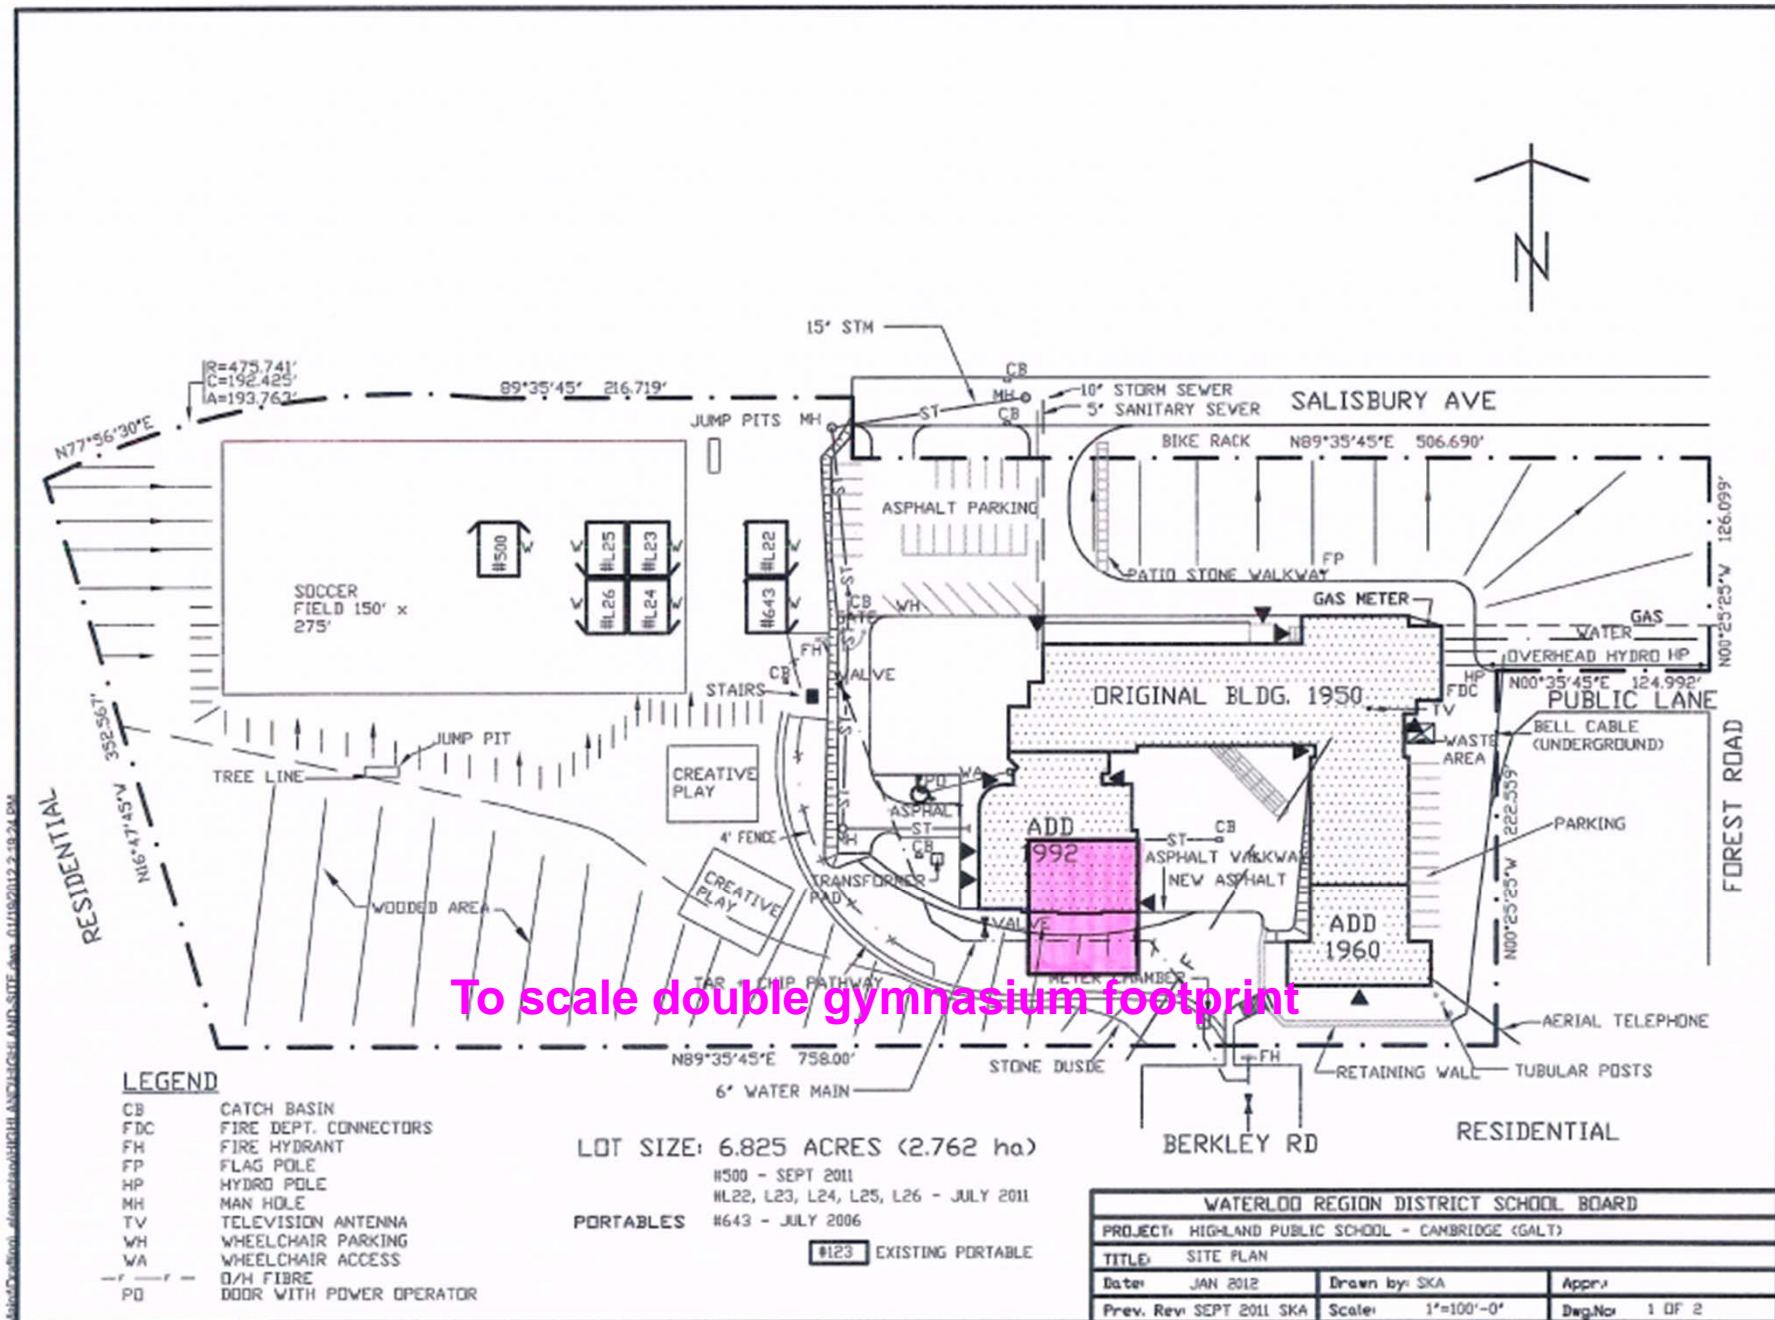 15" STM
CB
R=475.741'
C=192.425'
A=193.763'
89°35'45" 216.719'
MH
10" STORM SEWER
5" SANITARY SEWER
SALISBURY AVE
ST
CB
JUMP PITS MH
N77°56'30"E
BIKE RACK N89°35'45"E 506.690'
N
ASPHALT PARKING
N00°25'25"W 126.099'
#500
#L25
#L23
#L22
#L26
#L24
#643
W
FP
PATIO STONE WALKWAY
SOCCER
FIELD 150' x
275'
ST
CB
WH
GAS METER
GAS
WATER
OVERHEAD HYDRO HP
FH
CB
VALVE
STAIRS
ORIGINAL BLDG. 1950
HP
FDC
N00°35'45"E 124.992'
PUBLIC LANE
TV
BELL CABLE
(UNDERGROUND)
WASTE
AREA
JUMP PIT
TREE LINE
CREATIVE
PLAY
WA
PO
ASPHAL
RESIDENTIAL
N16°47'45"W 352.567'
4' FENCE
MH
ST
CB
ADD
1992
ST
CB
PARKING
FOREST ROAD
N00°25'25"W 222.559'
ASPHALT WALKWAY
NEW ASPHALT
TRANSFORMER
PAD
CREATIVE
PLAY
WOODED AREA
VALVE
ADD
1960
TAR + CHIP PATHWAY
METER CHAMBER
F
To scale double gymnasium footprint
AERIAL TELEPHONE
N89°35'45"E 758.00'
STONE DUSDE
FH
RETAINING WALL
TUBULAR POSTS
6" WATER MAIN
BERKLEY RD
RESIDENTIAL
LEGEND
CB CATCH BASIN
FDC FIRE DEPT. CONNECTORS
FH FIRE HYDRANT
FP FLAG POLE
HP HYDRO POLE
MH MAN HOLE
TV TELEVISION ANTENNA
WH WHEELCHAIR PARKING
WA WHEELCHAIR ACCESS
—F —F— O/H FIBRE
PO DOOR WITH POWER OPERATOR
LOT SIZE: 6.825 ACRES (2.762 ha)
#500 - SEPT 2011
#L22, L23, L24, L25, L26 - JULY 2011
PORTABLES #643 - JULY 2006
#123 EXISTING PORTABLE
WATERLOO REGION DISTRICT SCHOOL BOARD
PROJECT: HIGHLAND PUBLIC SCHOOL - CAMBRIDGE (GALT)
TITLE: SITE PLAN
Date: JAN 2012 Drawn by: SKA Appr.:
Prev. Rev: SEPT 2011 SKA Scale: 1"=100'-0" Dwg.No: 1 OF 2